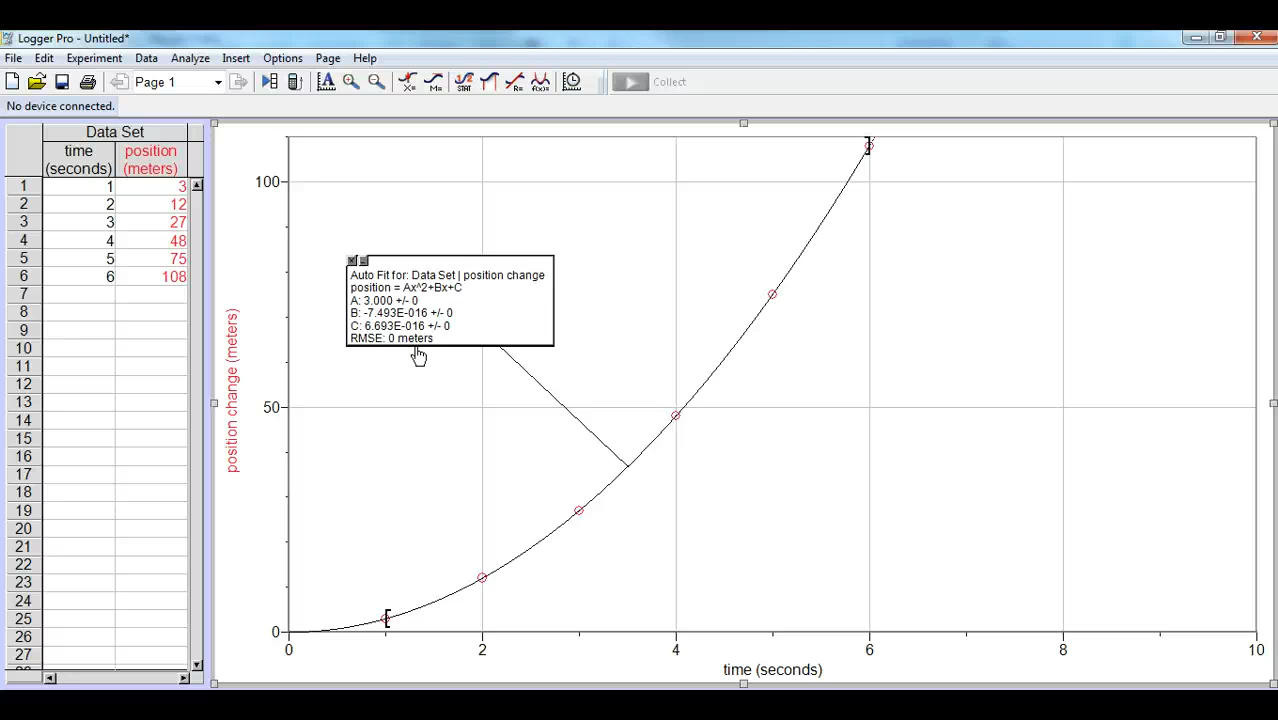 Logger Pro - Untitled*
File Edit Experiment Data Analyze Insert Options Page Help
Page 1
Collect
No device connected.
Data Set
time (seconds) position (meters)
1 1 3
2 2 12
3 3 27
4 4 48
5 5 75
6 6 108
7
8
9
10
11
12
13
14
15
16
17
18
19
20
21
22
23
24
25
26
27
position change (meters)
100
50
0
Auto Fit for: Data Set | position change
position = Ax^2+Bx+C
A: 3.000 +/- 0
B: -7.493E-016 +/- 0
C: 6.693E-016 +/- 0
RMSE: 0 meters
0 2 4 6 8 10
time (seconds)